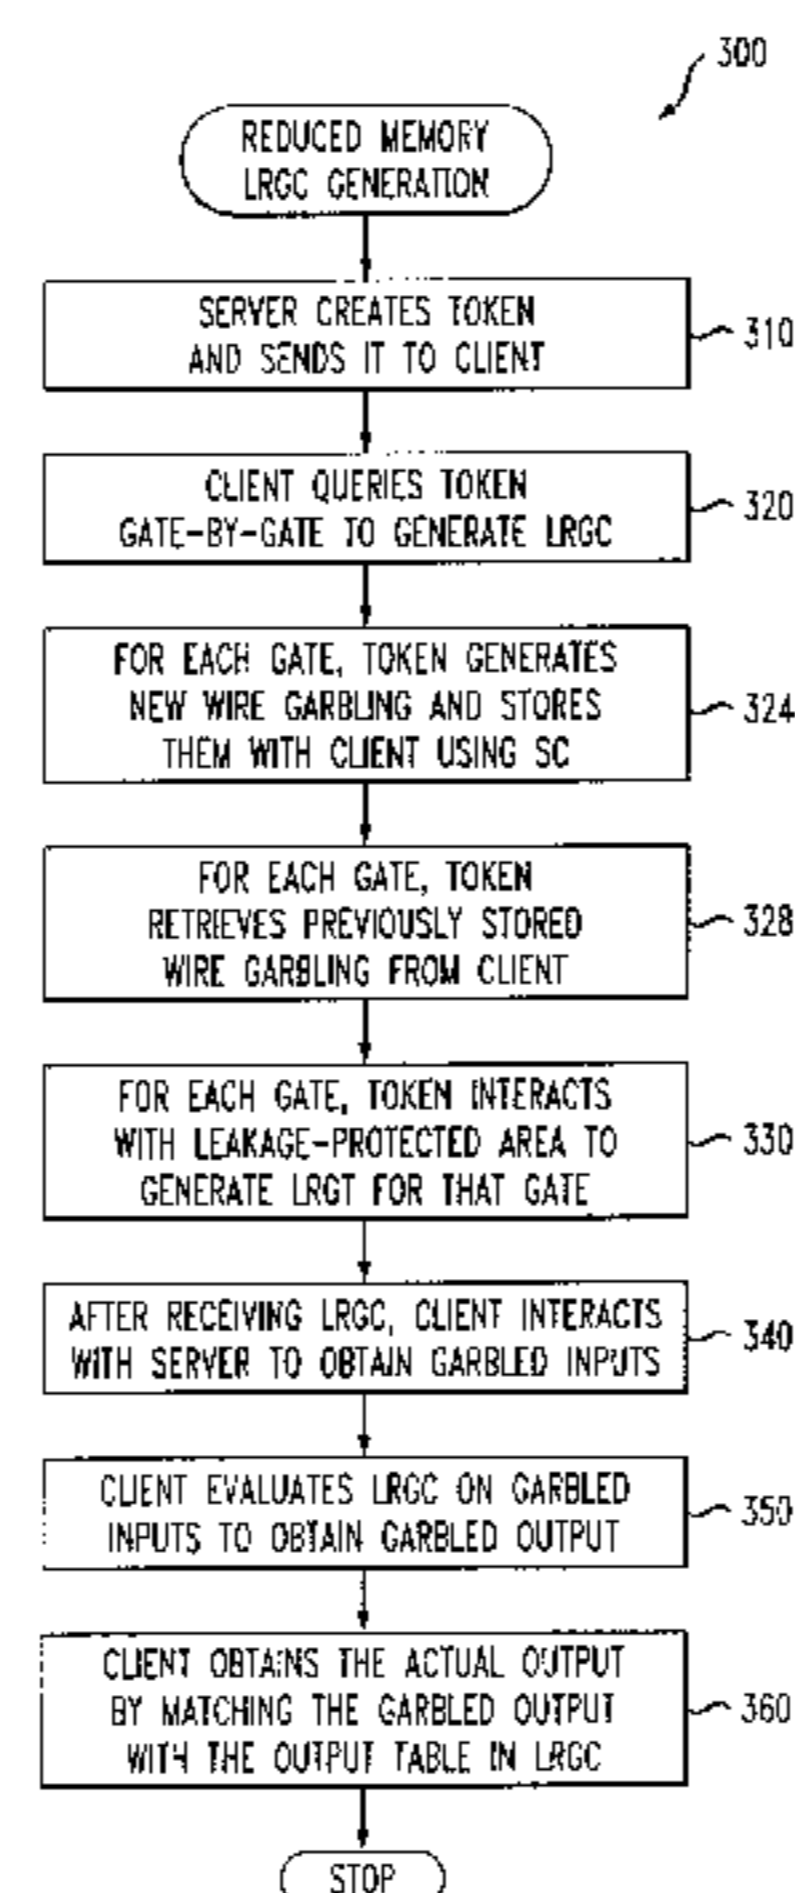 300
REDUCED MEMORY
LRGC GENERATION
SERVER CREATES TOKEN
AND SENDS IT TO CLIENT
310
CLIENT QUERIES TOKEN
GATE-BY-GATE TO GENERATE LRGC
320
FOR EACH GATE, TOKEN GENERATES
NEW WIRE GARBLING AND STORES
THEM WITH CLIENT USING SC
324
FOR EACH GATE, TOKEN
RETRIEVES PREVIOUSLY STORED
WIRE GARBLING FROM CLIENT
328
FOR EACH GATE, TOKEN INTERACTS
WITH LEAKAGE-PROTECTED AREA TO
GENERATE LRGT FOR THAT GATE
330
AFTER RECEIVING LRGC, CLIENT INTERACTS
WITH SERVER TO OBTAIN GARBLED INPUTS
340
CLIENT EVALUATES LRGC ON GARBLED
INPUTS TO OBTAIN GARBLED OUTPUT
350
CLIENT OBTAINS THE ACTUAL OUTPUT
BY MATCHING THE GARBLED OUTPUT
WITH THE OUTPUT TABLE IN LRGC
360
STOP